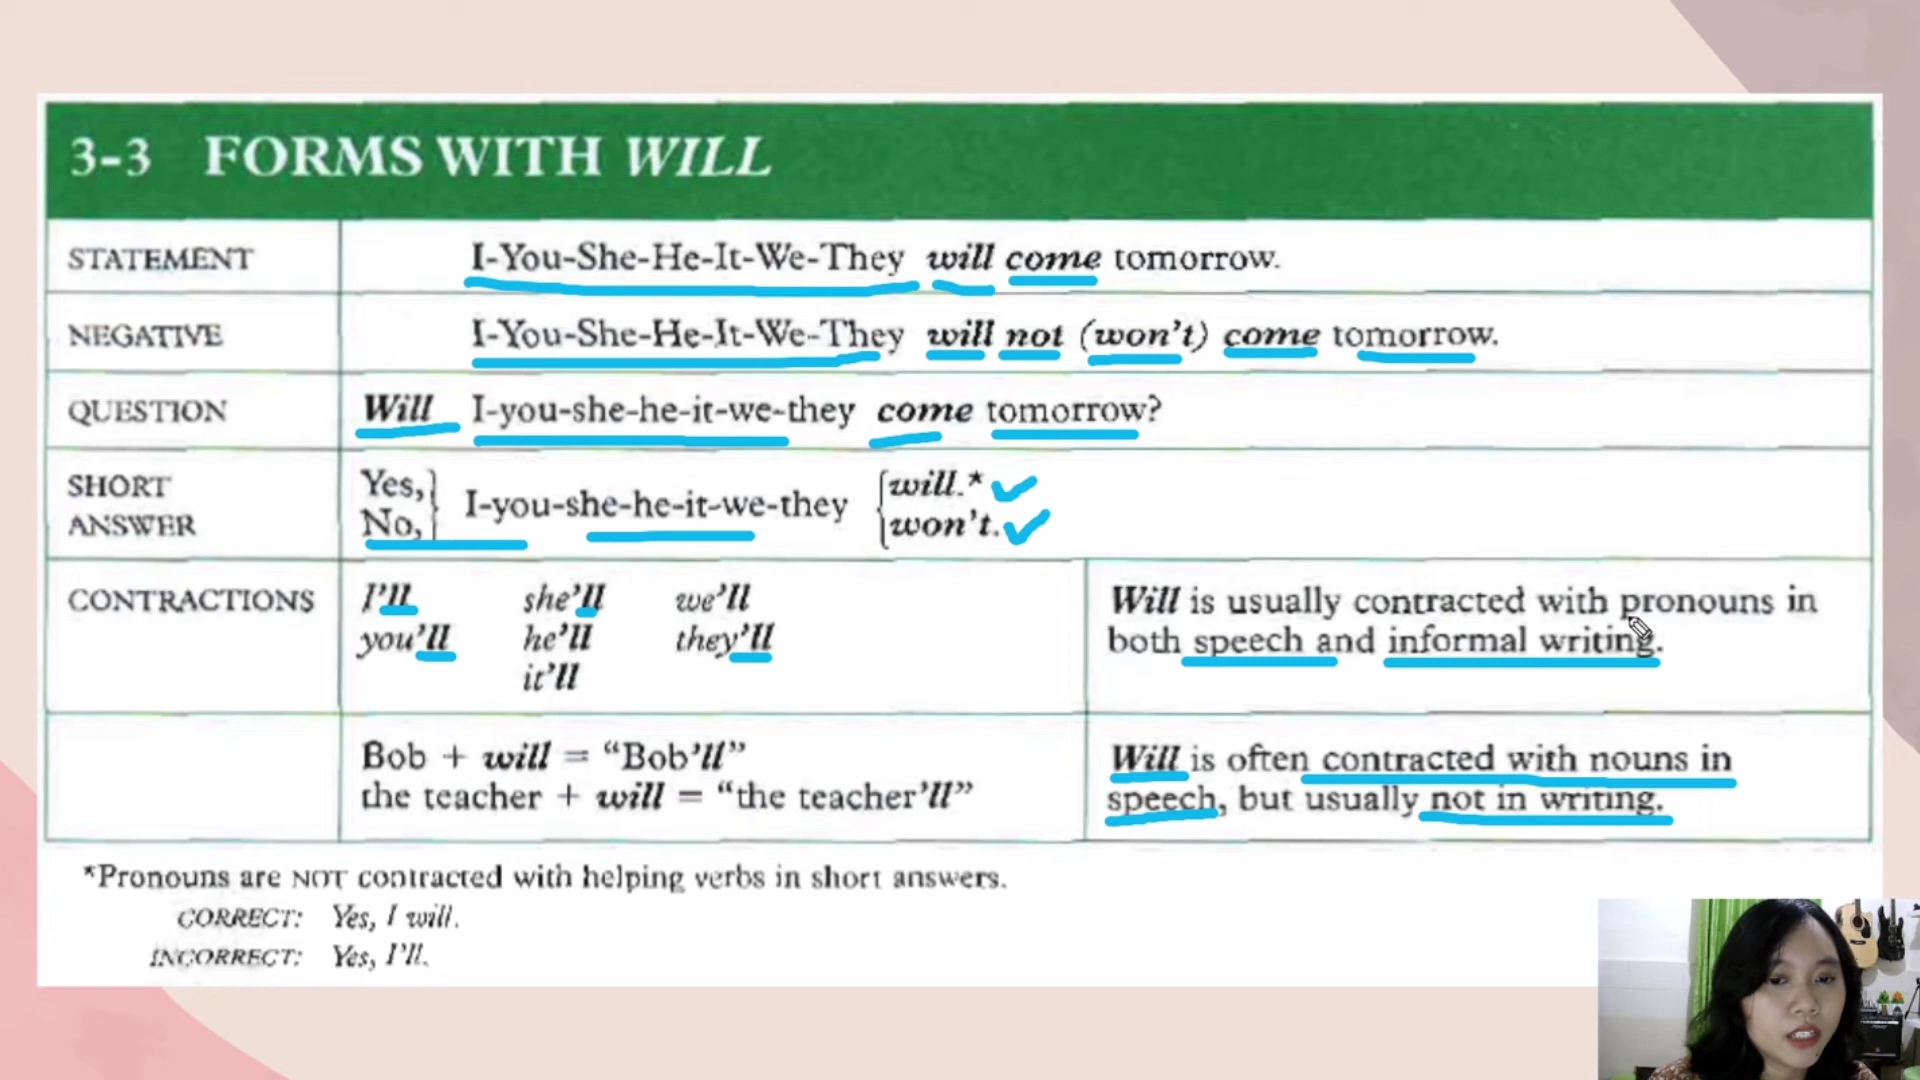 3-3 FORMS WITH WILL
STATEMENT I-You-She-He-It-We-They will come tomorrow.
NEGATIVE I-You-She-He-It-We-They will not (won't) come tomorrow.
QUESTION Will I-you-she-he-it-we-they come tomorrow?
SHORT ANSWER
Yes,
No,
I-you-she-he-it-we-they
will.*
won't.
CONTRACTIONS
I'll she'll we'll
you'll he'll they'll
it'll
Will is usually contracted with pronouns in
both speech and informal writing.
Bob + will = “Bob'll”
the teacher + will = “the teacher'll”
Will is often contracted with nouns in
speech, but usually not in writing.
*Pronouns are NOT contracted with helping verbs in short answers.
CORRECT: Yes, I will.
INCORRECT: Yes, I'll.